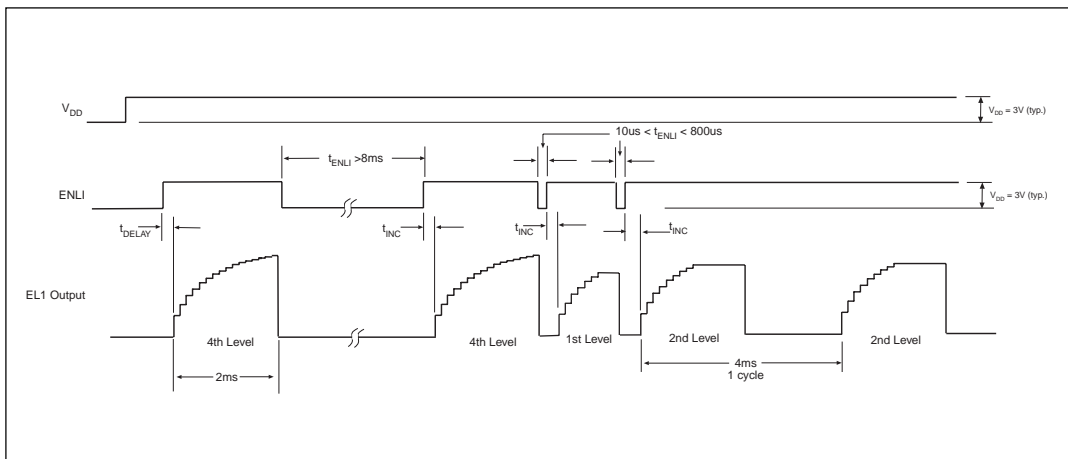 V_DD
V_DD = 3V (typ.)
10us < t_ENLI < 800us
t_ENLI >8ms
ENLI
V_DD = 3V (typ.)
t_DELAY
t_INC
t_INC
t_INC
EL1 Output
4th Level
4th Level
1st Level
2nd Level
2nd Level
2ms
4ms
1 cycle